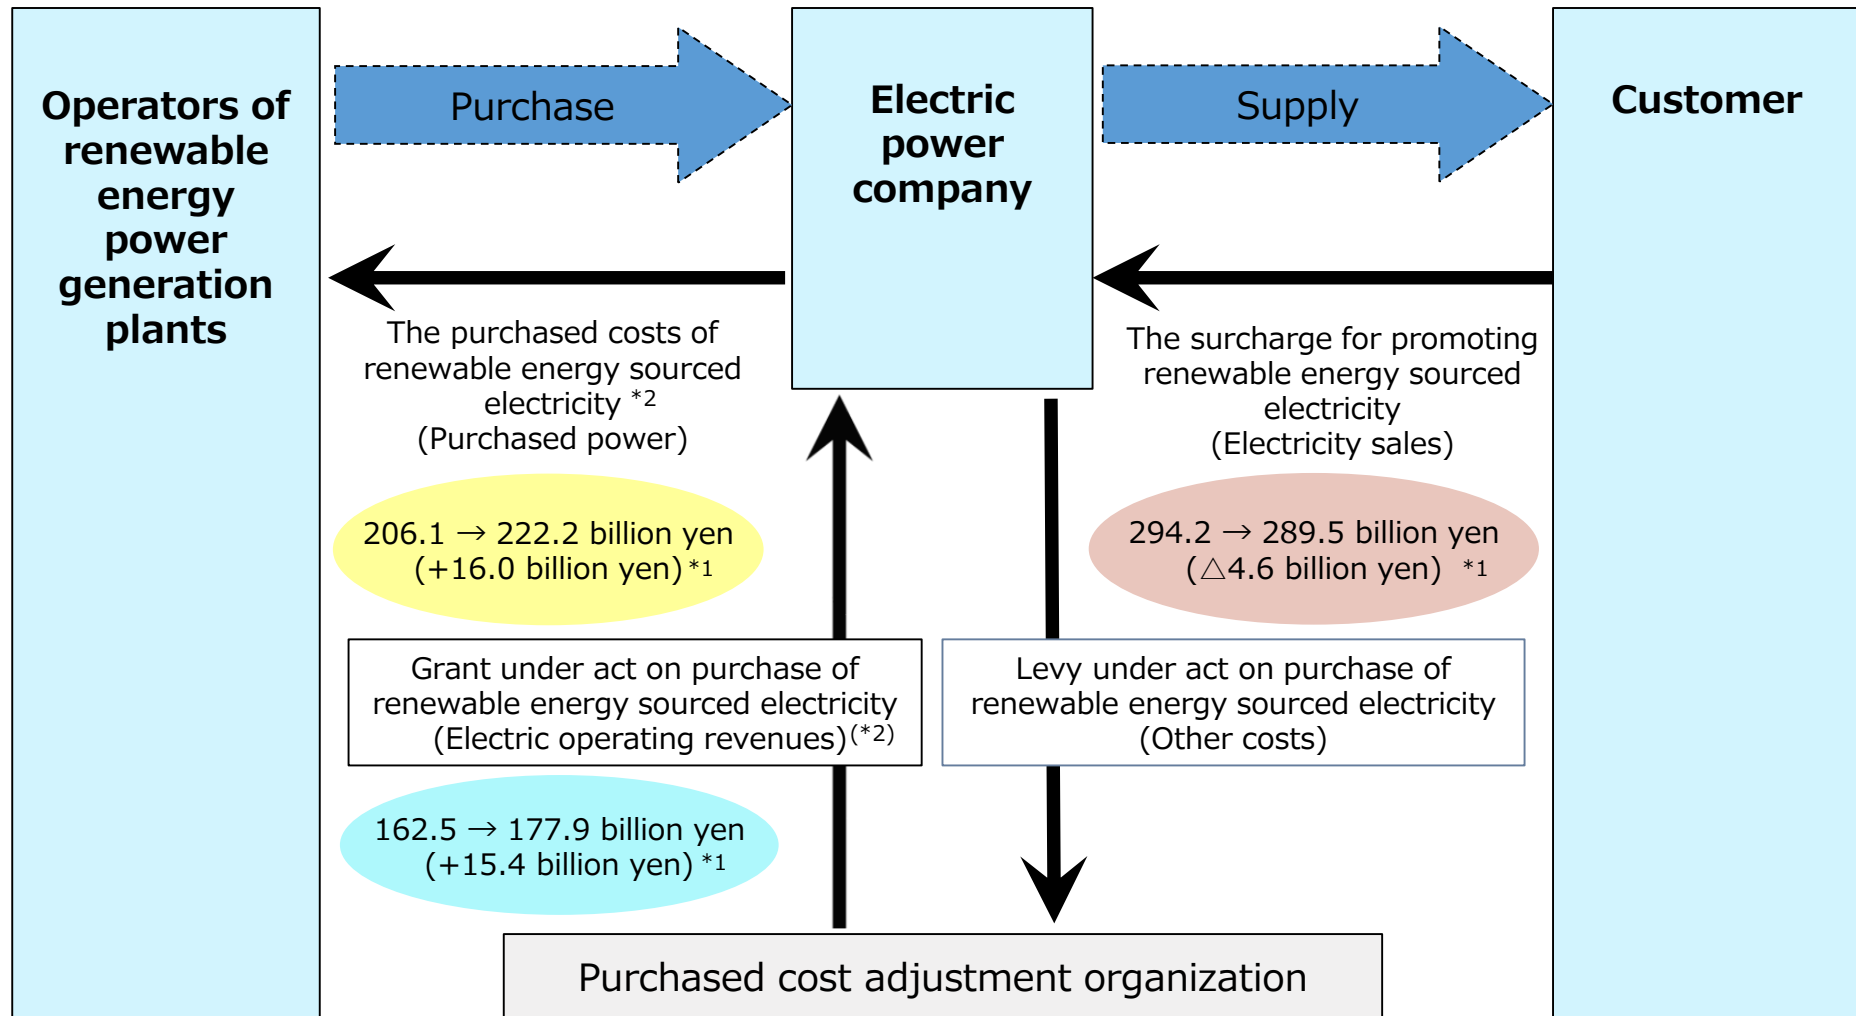 Operators of
renewable
energy
power
generation
plants
Purchase
Electric
power
company
Supply
Customer
The purchased costs of
renewable energy sourced
electricity *2
(Purchased power)
206.1 → 222.2 billion yen
(+16.0 billion yen) *1
The surcharge for promoting
renewable energy sourced
electricity
(Electricity sales)
294.2 → 289.5 billion yen
(△4.6 billion yen) *1
Grant under act on purchase of
renewable energy sourced electricity
(Electric operating revenues)(*2)
162.5 → 177.9 billion yen
(+15.4 billion yen) *1
Levy under act on purchase of
renewable energy sourced electricity
(Other costs)
Purchased cost adjustment organization